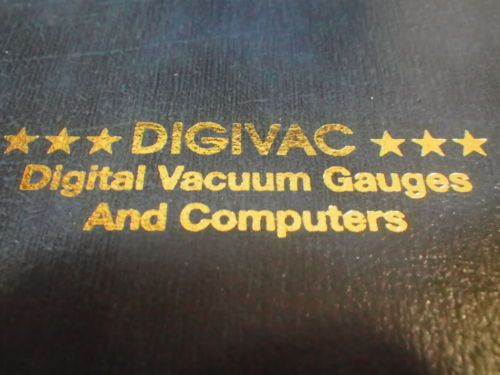 ★★★ DIGIVAC ★★★
Digital Vacuum Gauges
And Computers